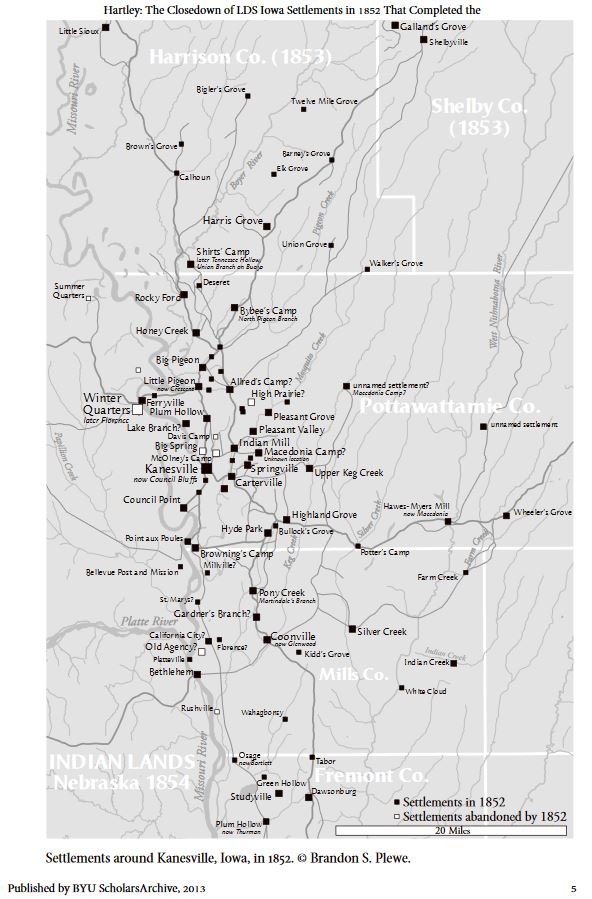 Hartley: The Closedown of LDS Iowa Settlements in 1852 That Completed the
Little Sioux
Galland's Grove
Shelbyville
Harrison Co. (1853)
Missouri River
Bigler's Grove
Twelve Mile Grove
Shelby Co.
(1853)
Brown's Grove
Barney's Grove
Boyer River
Elk Grove
Calhoun
Pigeon Creek
Harris Grove
Union Grove
Shirts' Camp
later Tennessee Hollow,
Union Branch on Buoyo
Walker's Grove
West Nishnabotna River
Summer
Quarters
Deseret
Rocky Ford
Bybee's Camp
North Pigeon Branch
Honey Creek
Mosquito Creek
Big Pigeon
Little Pigeon
now Crescent
Allred's Camp?
unnamed settlement?
Macedonia Camp?
High Prairie?
Winter
Quarters
later Florence
Ferryville
Plum Hollow
Pleasant Grove
Pottawattamie Co.
unnamed settlement
Lake Branch?
Pleasant Valley
Papillion Creek
Davis Camp
Indian Mill
Big Spring
Macedonia Camp?
Unknown location
McOlney's Camp
Kanesville
now Council Bluffs
Springville
Upper Keg Creek
Carterville
Council Point
Silver Creek
Hawes-Myers Mill
now Macedonia
Wheeler's Grove
Highland Grove
Hyde Park
Bullock's Grove
Keg Creek
Point aux Poules
Browning's Camp
Potter's Camp
Farm Creek
Bellevue Post and Mission
Millville?
Farm Creek
St. Marys?
Pony Creek
Martindale's Branch
Gardner's Branch?
Platte River
California City?
Coonville
now Glenwood
Silver Creek
Old Agency?
Florence?
Indian Creek
Platteville
Kidd's Grove
Indian Creek
Bethlehem
Mills Co.
White Cloud
Rushville
Wahaghbonsy
Missouri River
INDIAN LANDS
Nebraska 1854
Osage
now Bartlett
Tabor
Fremont Co.
Green Hollow
Studyville
Dawsonburg
Plum Hollow
now Thurman
Settlements in 1852
Settlements abandoned by 1852
20 Miles
Settlements around Kanesville, Iowa, in 1852. © Brandon S. Plewe.
Published by BYU ScholarsArchive, 2013
5